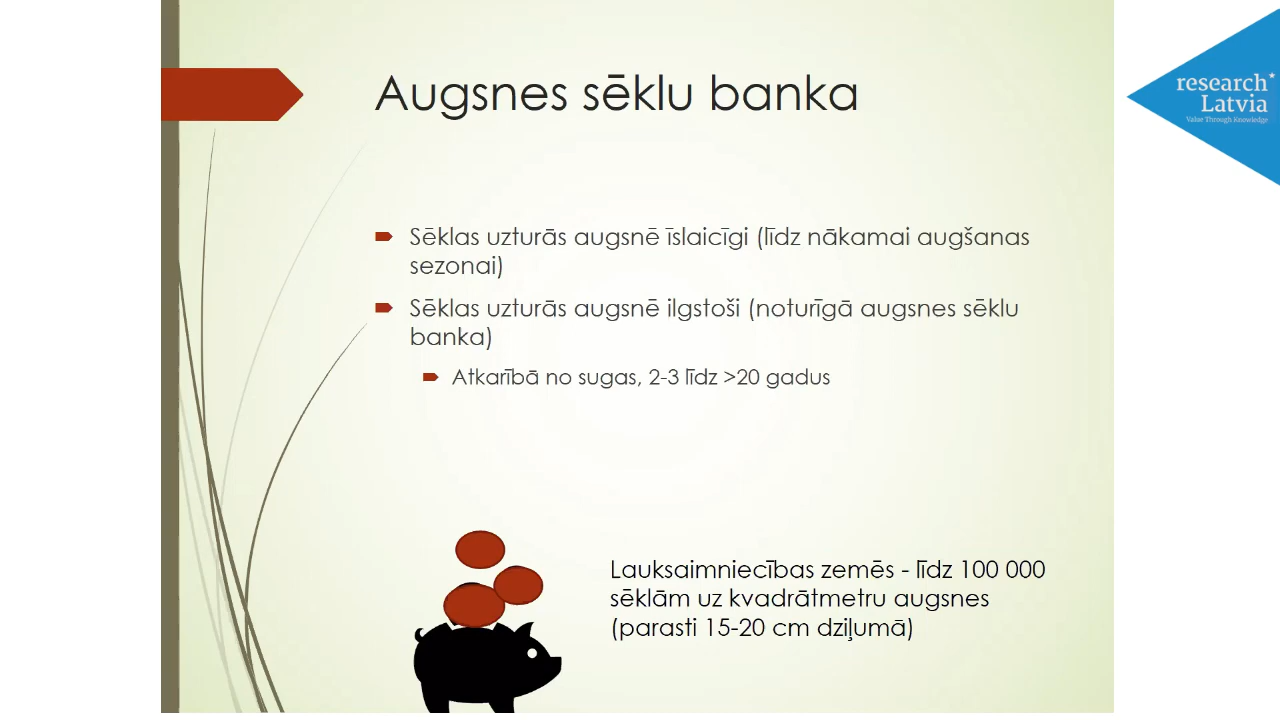 Augsnes sēklu banka
research
Latvia
Value Through Knowledge
Sēklas uzturās augsnē īslaicīgi (līdz nākamai augšanas
sezonai)
Sēklas uzturās augsnē ilgstoši (noturīgā augsnes sēklu
banka)
Atkarībā no sugas, 2-3 līdz >20 gadus
Lauksaimniecības zemēs - līdz 100 000
sēklām uz kvadrātmetru augsnes
(parasti 15-20 cm dziļumā)